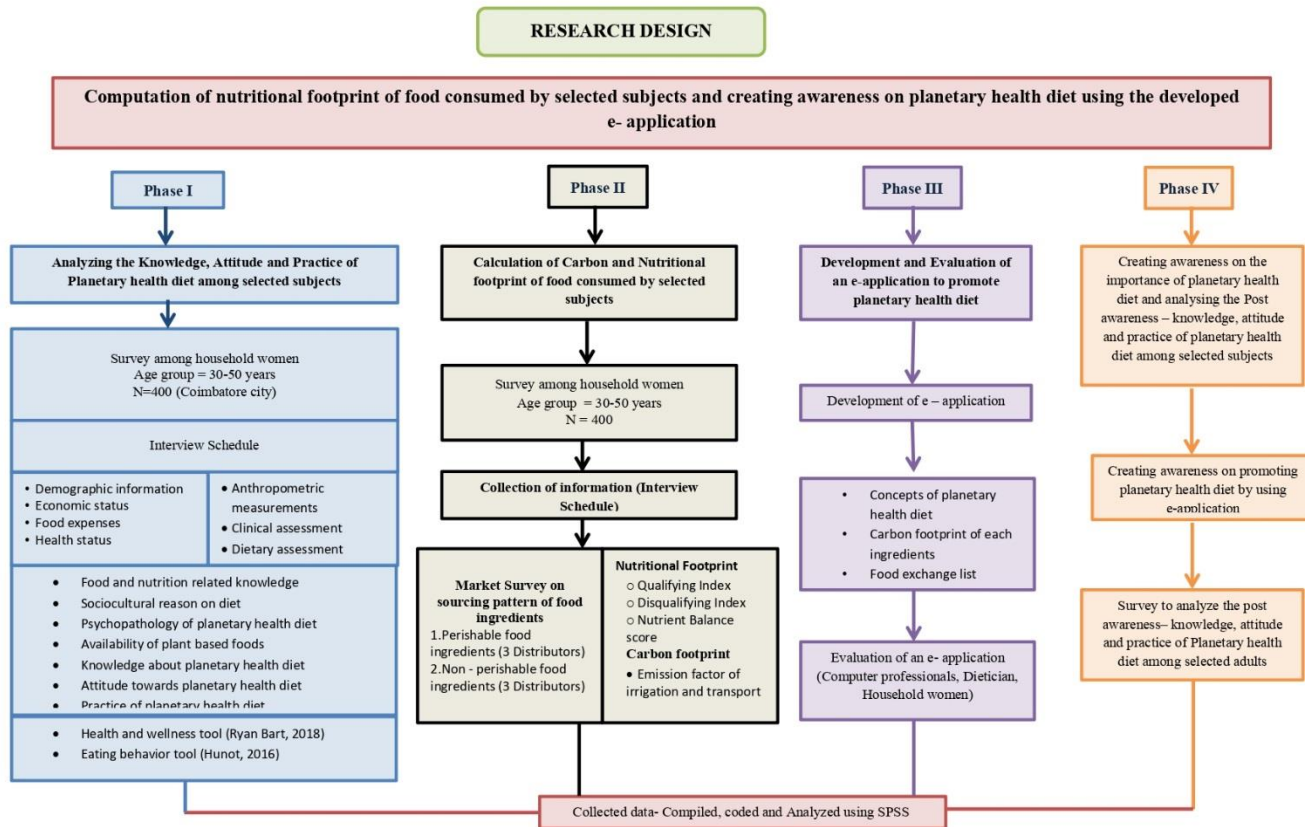 RESEARCH DESIGN
Computation of nutritional footprint of food consumed by selected subjects and creating awareness on planetary health diet using the developed
e- application
Phase I
Analyzing the Knowledge, Attitude and Practice of
Planetary health diet among selected subjects
Survey among household women
Age group = 30-50 years
N=400 (Coimbatore city)
Interview Schedule
• Demographic information
• Economic status
• Food expenses
• Health status
• Anthropometric
measurements
• Clinical assessment
• Dietary assessment
• Food and nutrition related knowledge
• Sociocultural reason on diet
• Psychopathology of planetary health diet
• Availability of plant based foods
• Knowledge about planetary health diet
• Attitude towards planetary health diet
• Practice of planetary health diet
• Health and wellness tool (Ryan Bart, 2018)
• Eating behavior tool (Hunot, 2016)
Phase II
Calculation of Carbon and Nutritional
footprint of food consumed by selected
subjects
Survey among household women
Age group = 30-50 years
N = 400
Collection of information (Interview
Schedule)
Market Survey on
sourcing pattern of food
ingredients
1.Perishable food
ingredients (3 Distributors)
2.Non - perishable food
ingredients (3 Distributors)
Nutritional Footprint
○ Qualifying Index
○ Disqualifying Index
○ Nutrient Balance
score
Carbon footprint
• Emission factor of
irrigation and transport
Phase III
Development and Evaluation of
an e-application to promote
planetary health diet
Development of e – application
• Concepts of planetary
health diet
• Carbon footprint of each
ingredients
• Food exchange list
Evaluation of an e- application
(Computer professionals, Dietician,
Household women)
Phase IV
Creating awareness on the
importance of planetary health
diet and analysing the Post
awareness – knowledge, attitude
and practice of planetary health
diet among selected subjects
Creating awareness on promoting
planetary health diet by using
e-application
Survey to analyze the post
awareness– knowledge, attitude
and practice of Planetary health
diet among selected adults
Collected data- Compiled, coded and Analyzed using SPSS